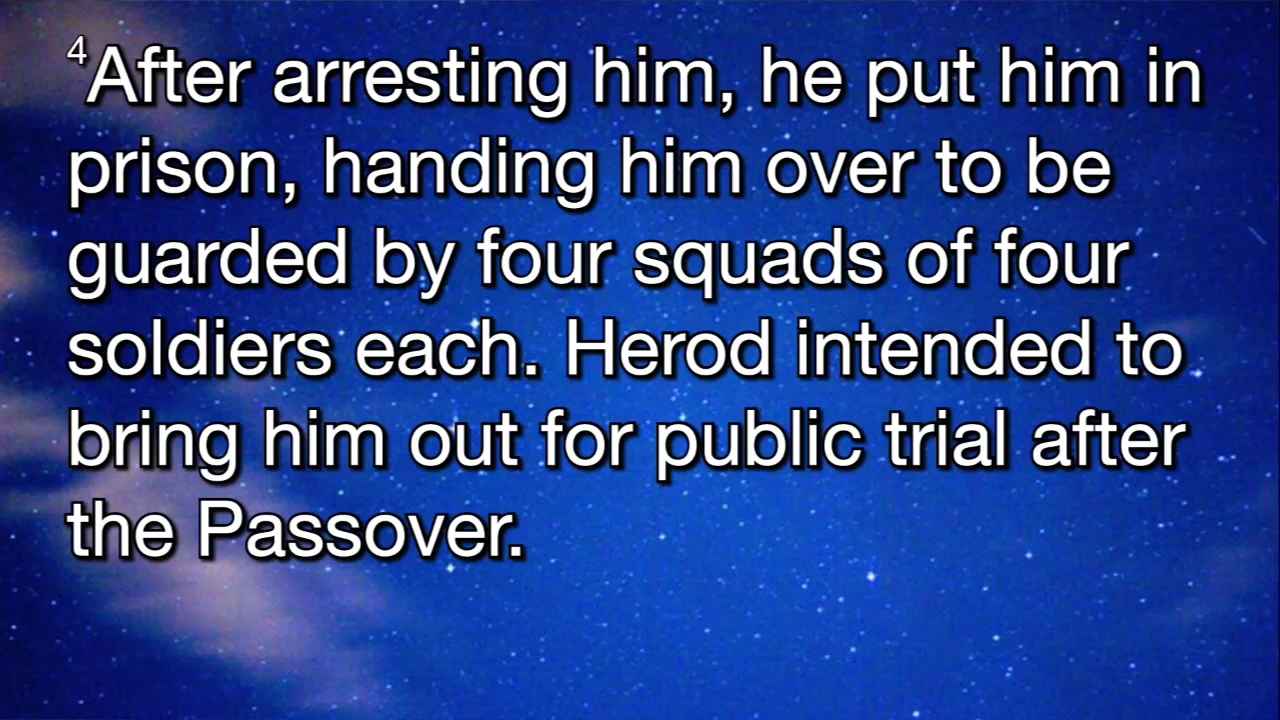 4After arresting him, he put him in
prison, handing him over to be
guarded by four squads of four
soldiers each. Herod intended to
bring him out for public trial after
the Passover.